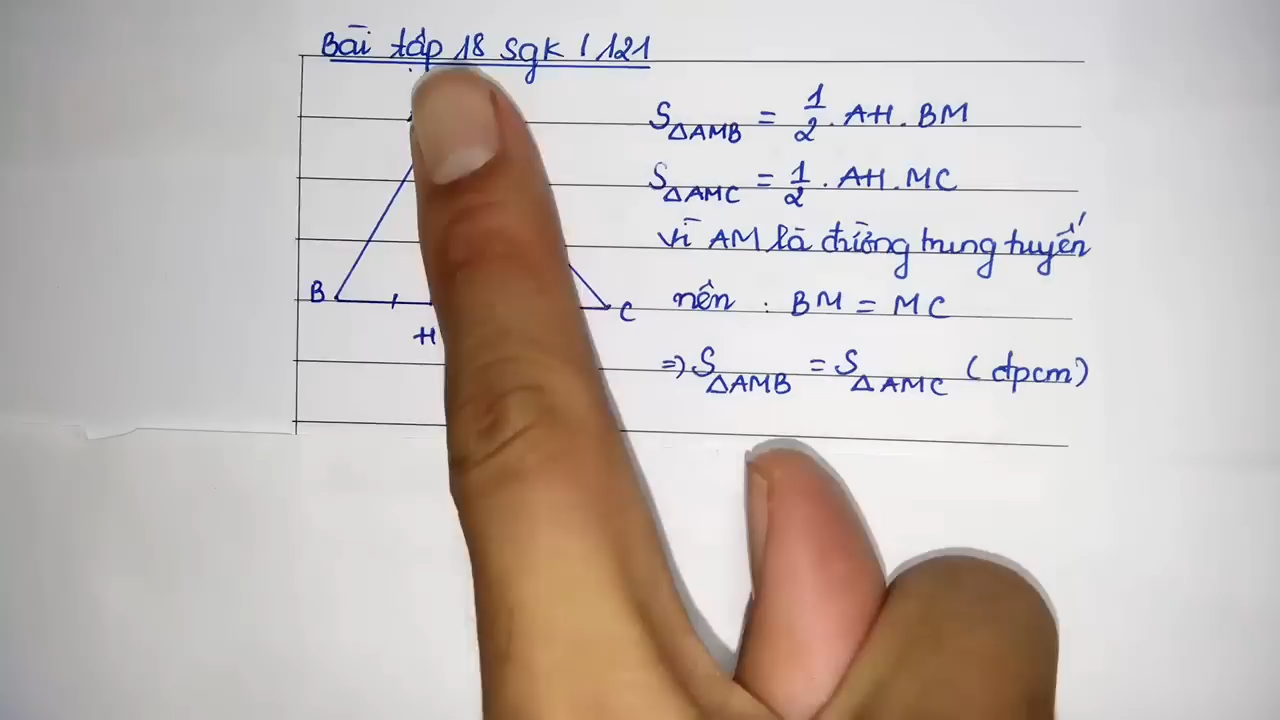 Bài tập 18 sgk / 121
S△AMB = 1/2 . AH . BM
S△AMC = 1/2 . AH . MC
Vì AM là đường trung tuyến
B
C
H
nên : BM = MC
=> S△AMB = S△AMC (đpcm)